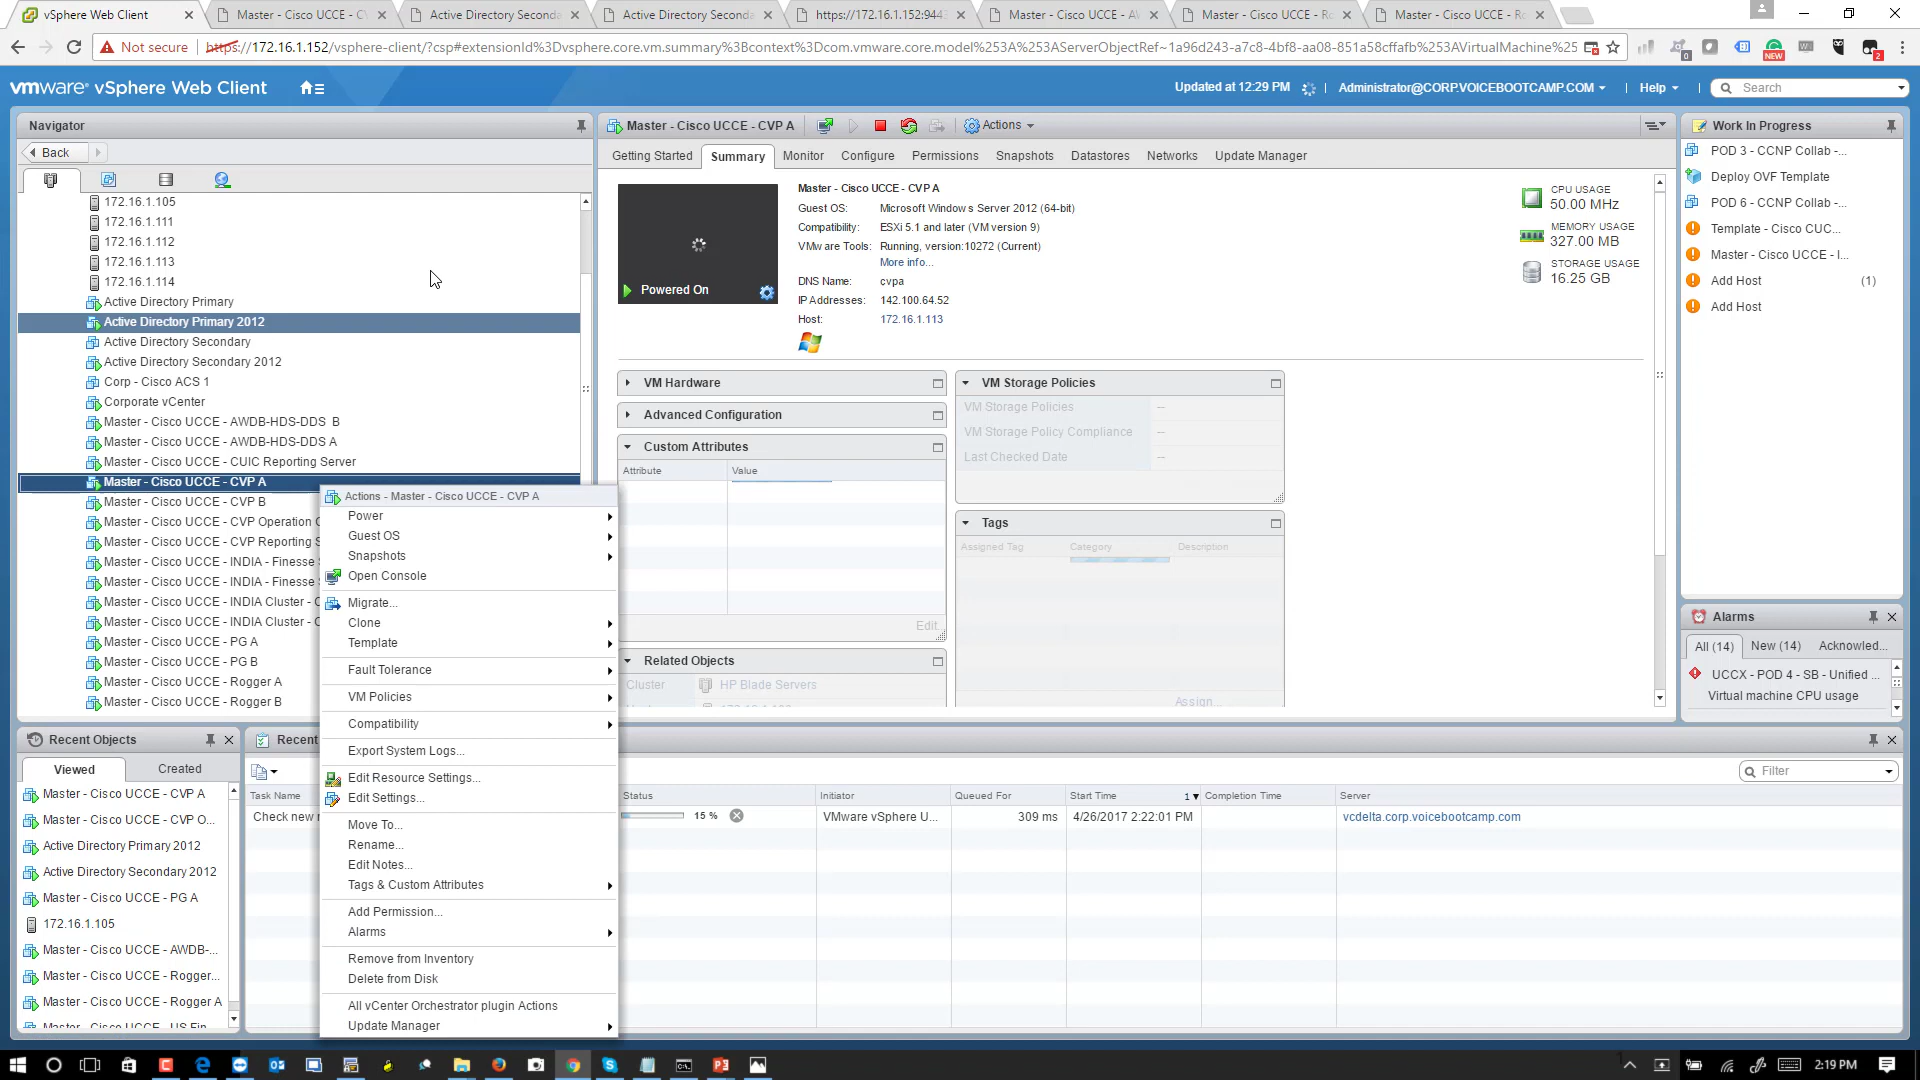 vSphere Web Client
Master - Cisco UCCE - CV
Active Directory Seconda
Active Directory Seconda
https://172.16.1.152:944
Master - Cisco UCCE - AV
Master - Cisco UCCE - Ro
Master - Cisco UCCE - Ro
Not secure
https://172.16.1.152/vsphere-client/?csp#extensionId%3Dvsphere.core.vm.summary%3Bcontext%3Dcom.vmware.core.model%253A%253AServerObjectRef~1a96d243-a7c8-4bf8-aa08-851a58cffafb%253AVirtualMachine%25
0
NEW
2
vmware® vSphere Web Client
Updated at 12:29 PM
Administrator@CORP.VOICEBOOTCAMP.COM
Help
Search
Navigator
Back
172.16.1.105
172.16.1.111
172.16.1.112
172.16.1.113
172.16.1.114
Active Directory Primary
Active Directory Primary 2012
Active Directory Secondary
Active Directory Secondary 2012
Corp - Cisco ACS 1
Corporate vCenter
Master - Cisco UCCE - AWDB-HDS-DDS B
Master - Cisco UCCE - AWDB-HDS-DDS A
Master - Cisco UCCE - CUIC Reporting Server
Master - Cisco UCCE - CVP A
Master - Cisco UCCE - CVP B
Master - Cisco UCCE - CVP Operation
Master - Cisco UCCE - CVP Reporting S
Master - Cisco UCCE - INDIA - Finesse S
Master - Cisco UCCE - INDIA - Finesse S
Master - Cisco UCCE - INDIA Cluster - C
Master - Cisco UCCE - INDIA Cluster - C
Master - Cisco UCCE - PG A
Master - Cisco UCCE - PG B
Master - Cisco UCCE - Rogger A
Master - Cisco UCCE - Rogger B
Actions - Master - Cisco UCCE - CVP A
Power
Guest OS
Snapshots
Open Console
Migrate...
Clone
Template
Fault Tolerance
VM Policies
Compatibility
Export System Logs...
Edit Resource Settings...
Edit Settings...
Move To...
Rename...
Edit Notes...
Tags & Custom Attributes
Add Permission...
Alarms
Remove from Inventory
Delete from Disk
All vCenter Orchestrator plugin Actions
Update Manager
Master - Cisco UCCE - CVP A
Actions
Getting Started
Summary
Monitor
Configure
Permissions
Snapshots
Datastores
Networks
Update Manager
Powered On
Master - Cisco UCCE - CVP A
Guest OS: Microsoft Windows Server 2012 (64-bit)
Compatibility: ESXi 5.1 and later (VM version 9)
VMware Tools: Running, version:10272 (Current)
More info...
DNS Name: cvpa
IP Addresses: 142.100.64.52
Host: 172.16.1.113
CPU USAGE
50.00 MHz
MEMORY USAGE
327.00 MB
STORAGE USAGE
16.25 GB
VM Hardware
Advanced Configuration
Custom Attributes
Attribute
Value
Edit..
Related Objects
Cluster
HP Blade Servers
VM Storage Policies
VM Storage Policies --
VM Storage Policy Compliance --
Last Checked Date --
Tags
Assigned Tag
Category
Description
Assign...
Work In Progress
POD 3 - CCNP Collab -...
Deploy OVF Template
POD 6 - CCNP Collab -...
Template - Cisco CUC...
Master - Cisco UCCE - I...
Add Host (1)
Add Host
Alarms
All (14)
New (14)
Acknowled...
UCCX - POD 4 - SB - Unified ...
Virtual machine CPU usage
Recent Objects
Viewed
Created
Master - Cisco UCCE - CVP A
Master - Cisco UCCE - CVP O...
Active Directory Primary 2012
Active Directory Secondary 2012
Master - Cisco UCCE - PG A
172.16.1.105
Master - Cisco UCCE - AWDB-...
Master - Cisco UCCE - Rogger...
Master - Cisco UCCE - Rogger A
Master - Cisco UCCE - US Fin
Recent
Filter
Task Name
Status
Initiator
Queued For
Start Time
1
Completion Time
Server
Check new
15 %
VMware vSphere U...
309 ms
4/26/2017 2:22:01 PM
vcdelta.corp.voicebootcamp.com
2:19 PM